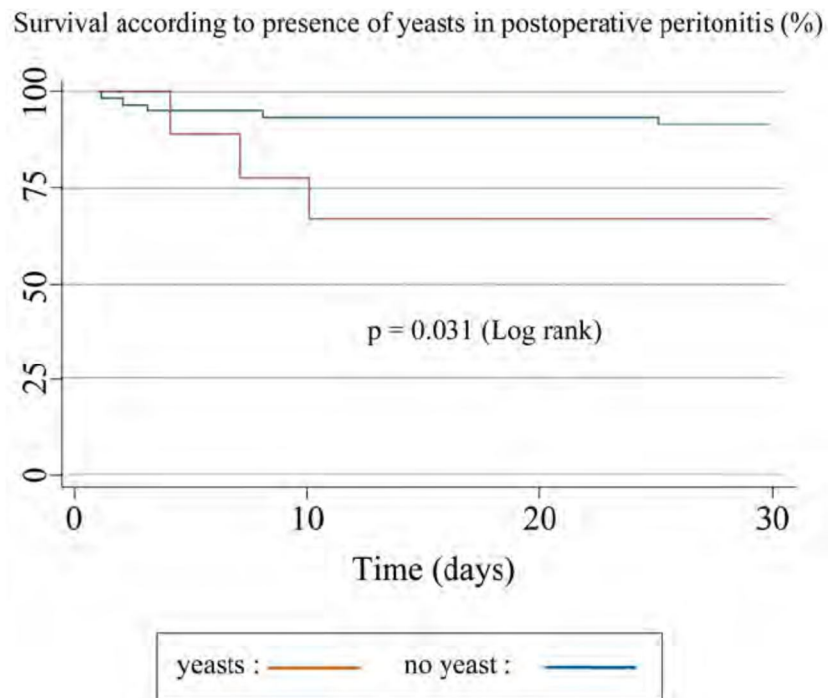 Survival according to presence of yeasts in postoperative peritonitis (%)
100
75
50
25
0
p = 0.031 (Log rank)
0 10 20 30
Time (days)
yeasts : no yeast :